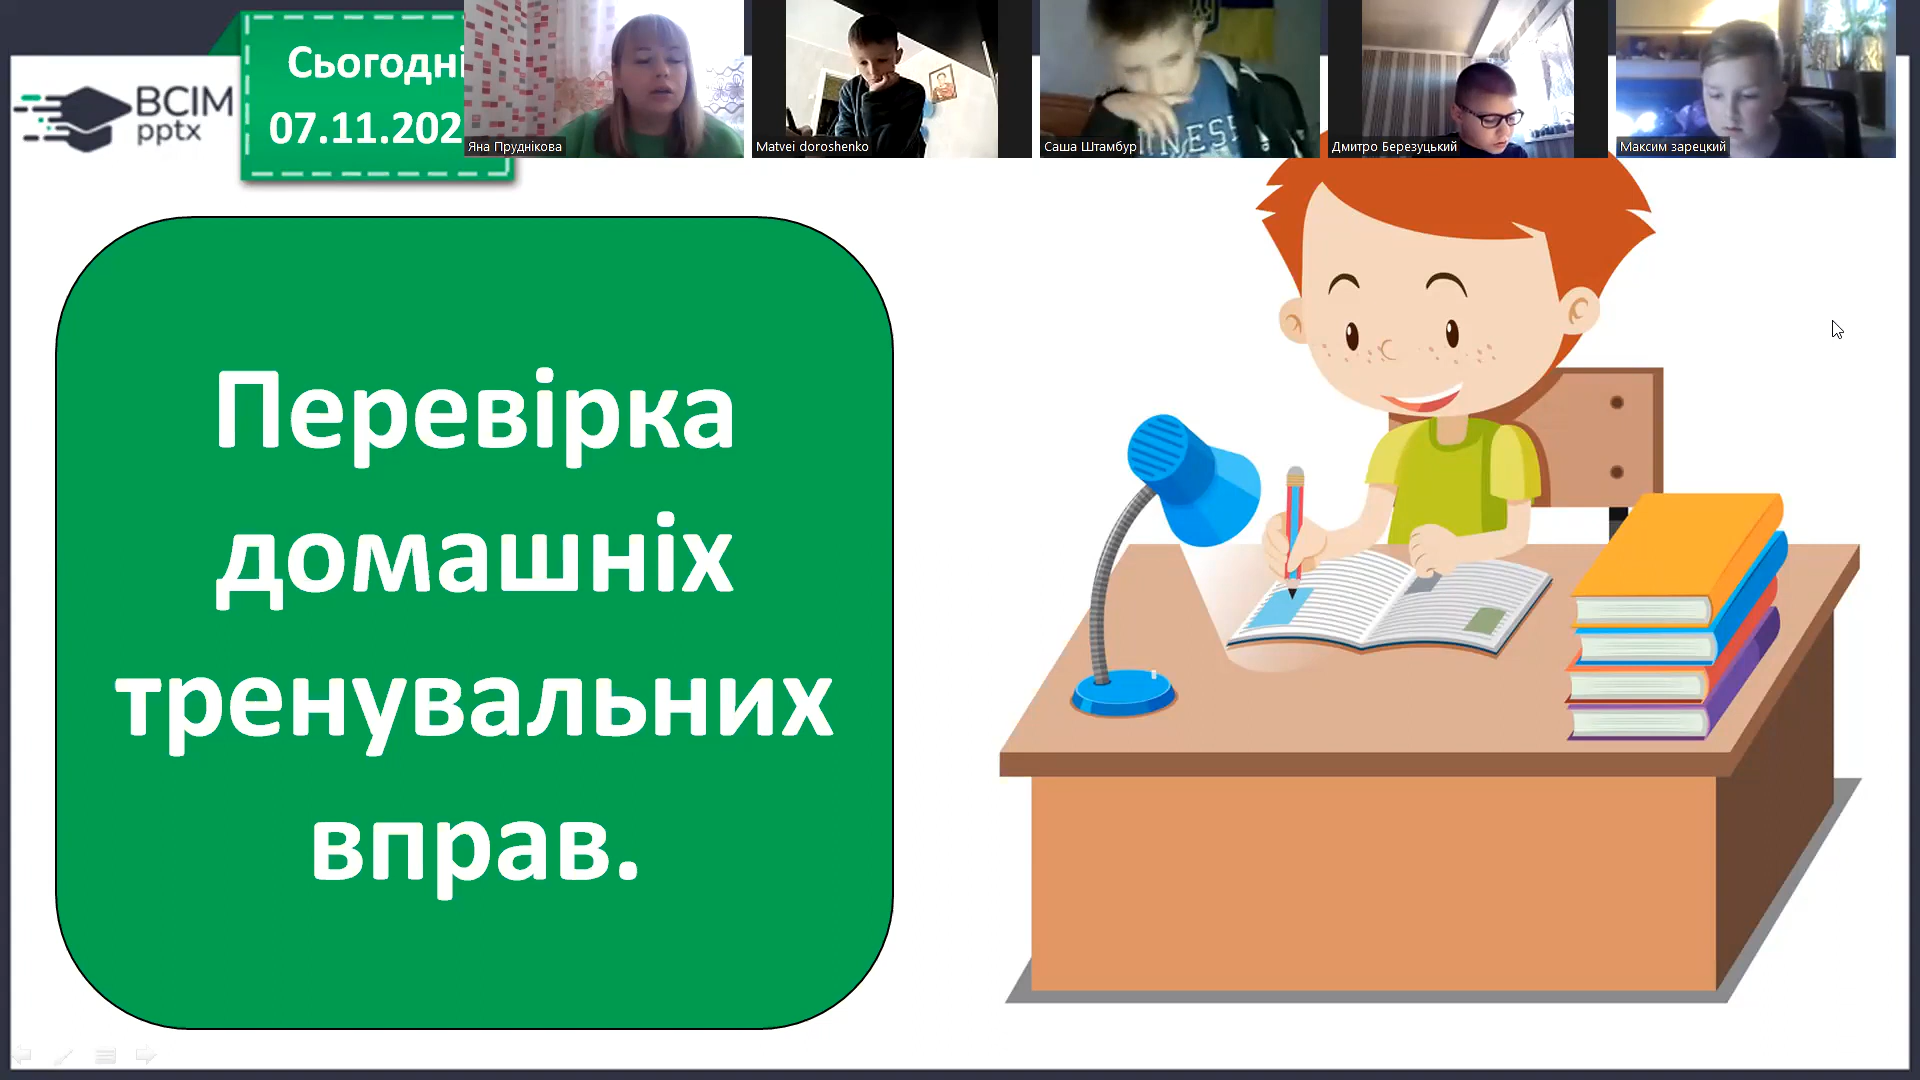 Сьогодні
07.11.202
ВСІМ
pptx
Яна Пруднікова
Matvei doroshenko
Саша Штамбур
Дмитро Березуцький
Максим зарецкий
Перевірка
домашніх
тренувальних
вправ.